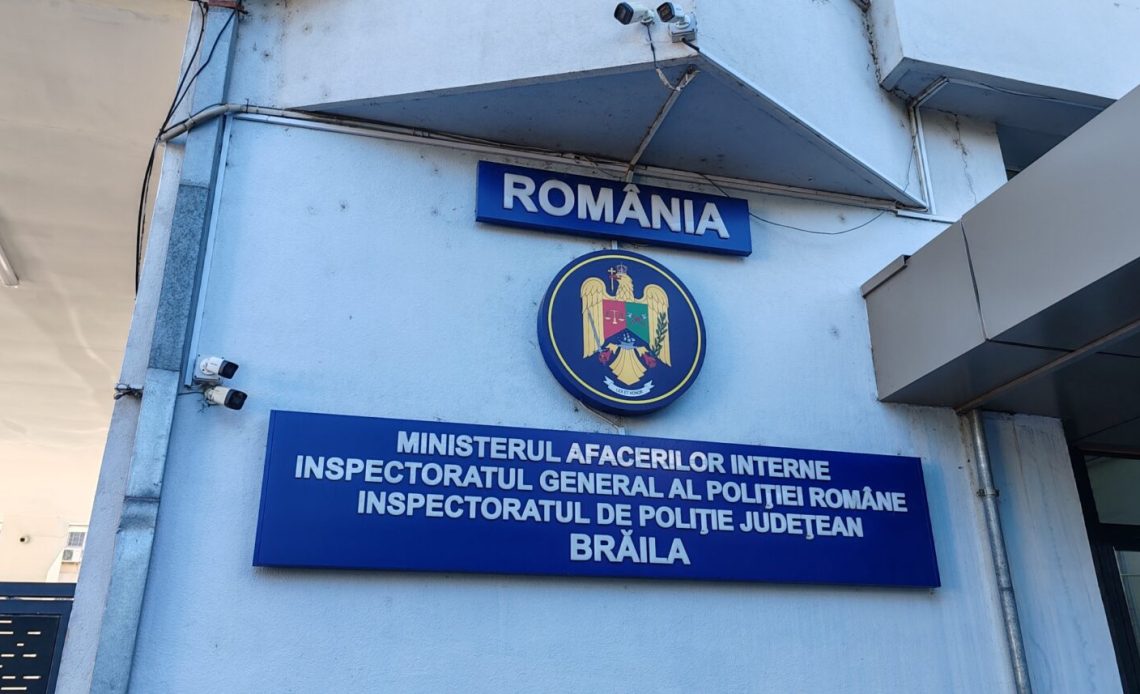 ROMÂNIA
MINISTERUL AFACERILOR INTERNE
INSPECTORATUL GENERAL AL POLIŢIEI ROMÂNE
INSPECTORATUL DE POLIŢIE JUDEŢEAN
BRĂILA